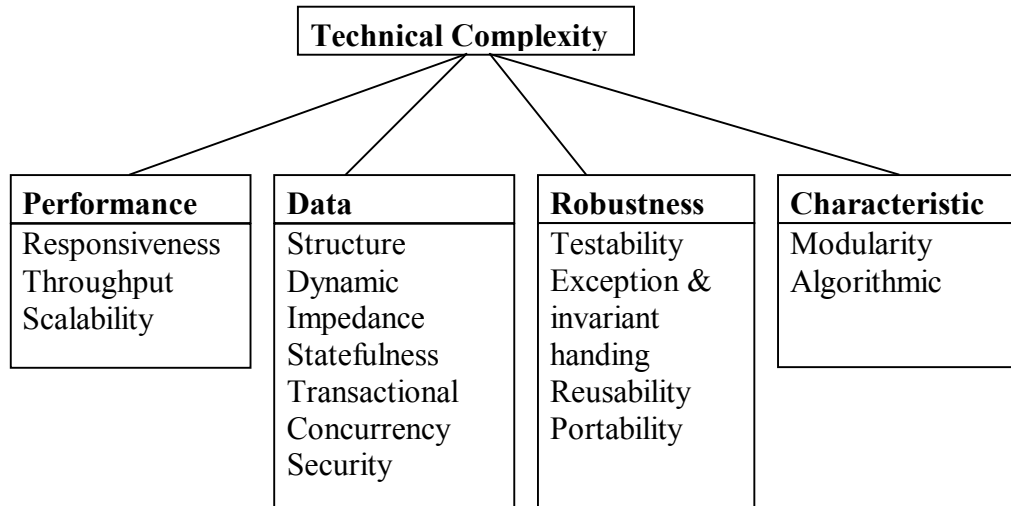 Technical Complexity
Performance
Responsiveness
Throughput
Scalability
Data
Structure
Dynamic
Impedance
Statefulness
Transactional
Concurrency
Security
Robustness
Testability
Exception &
invariant
handing
Reusability
Portability
Characteristic
Modularity
Algorithmic